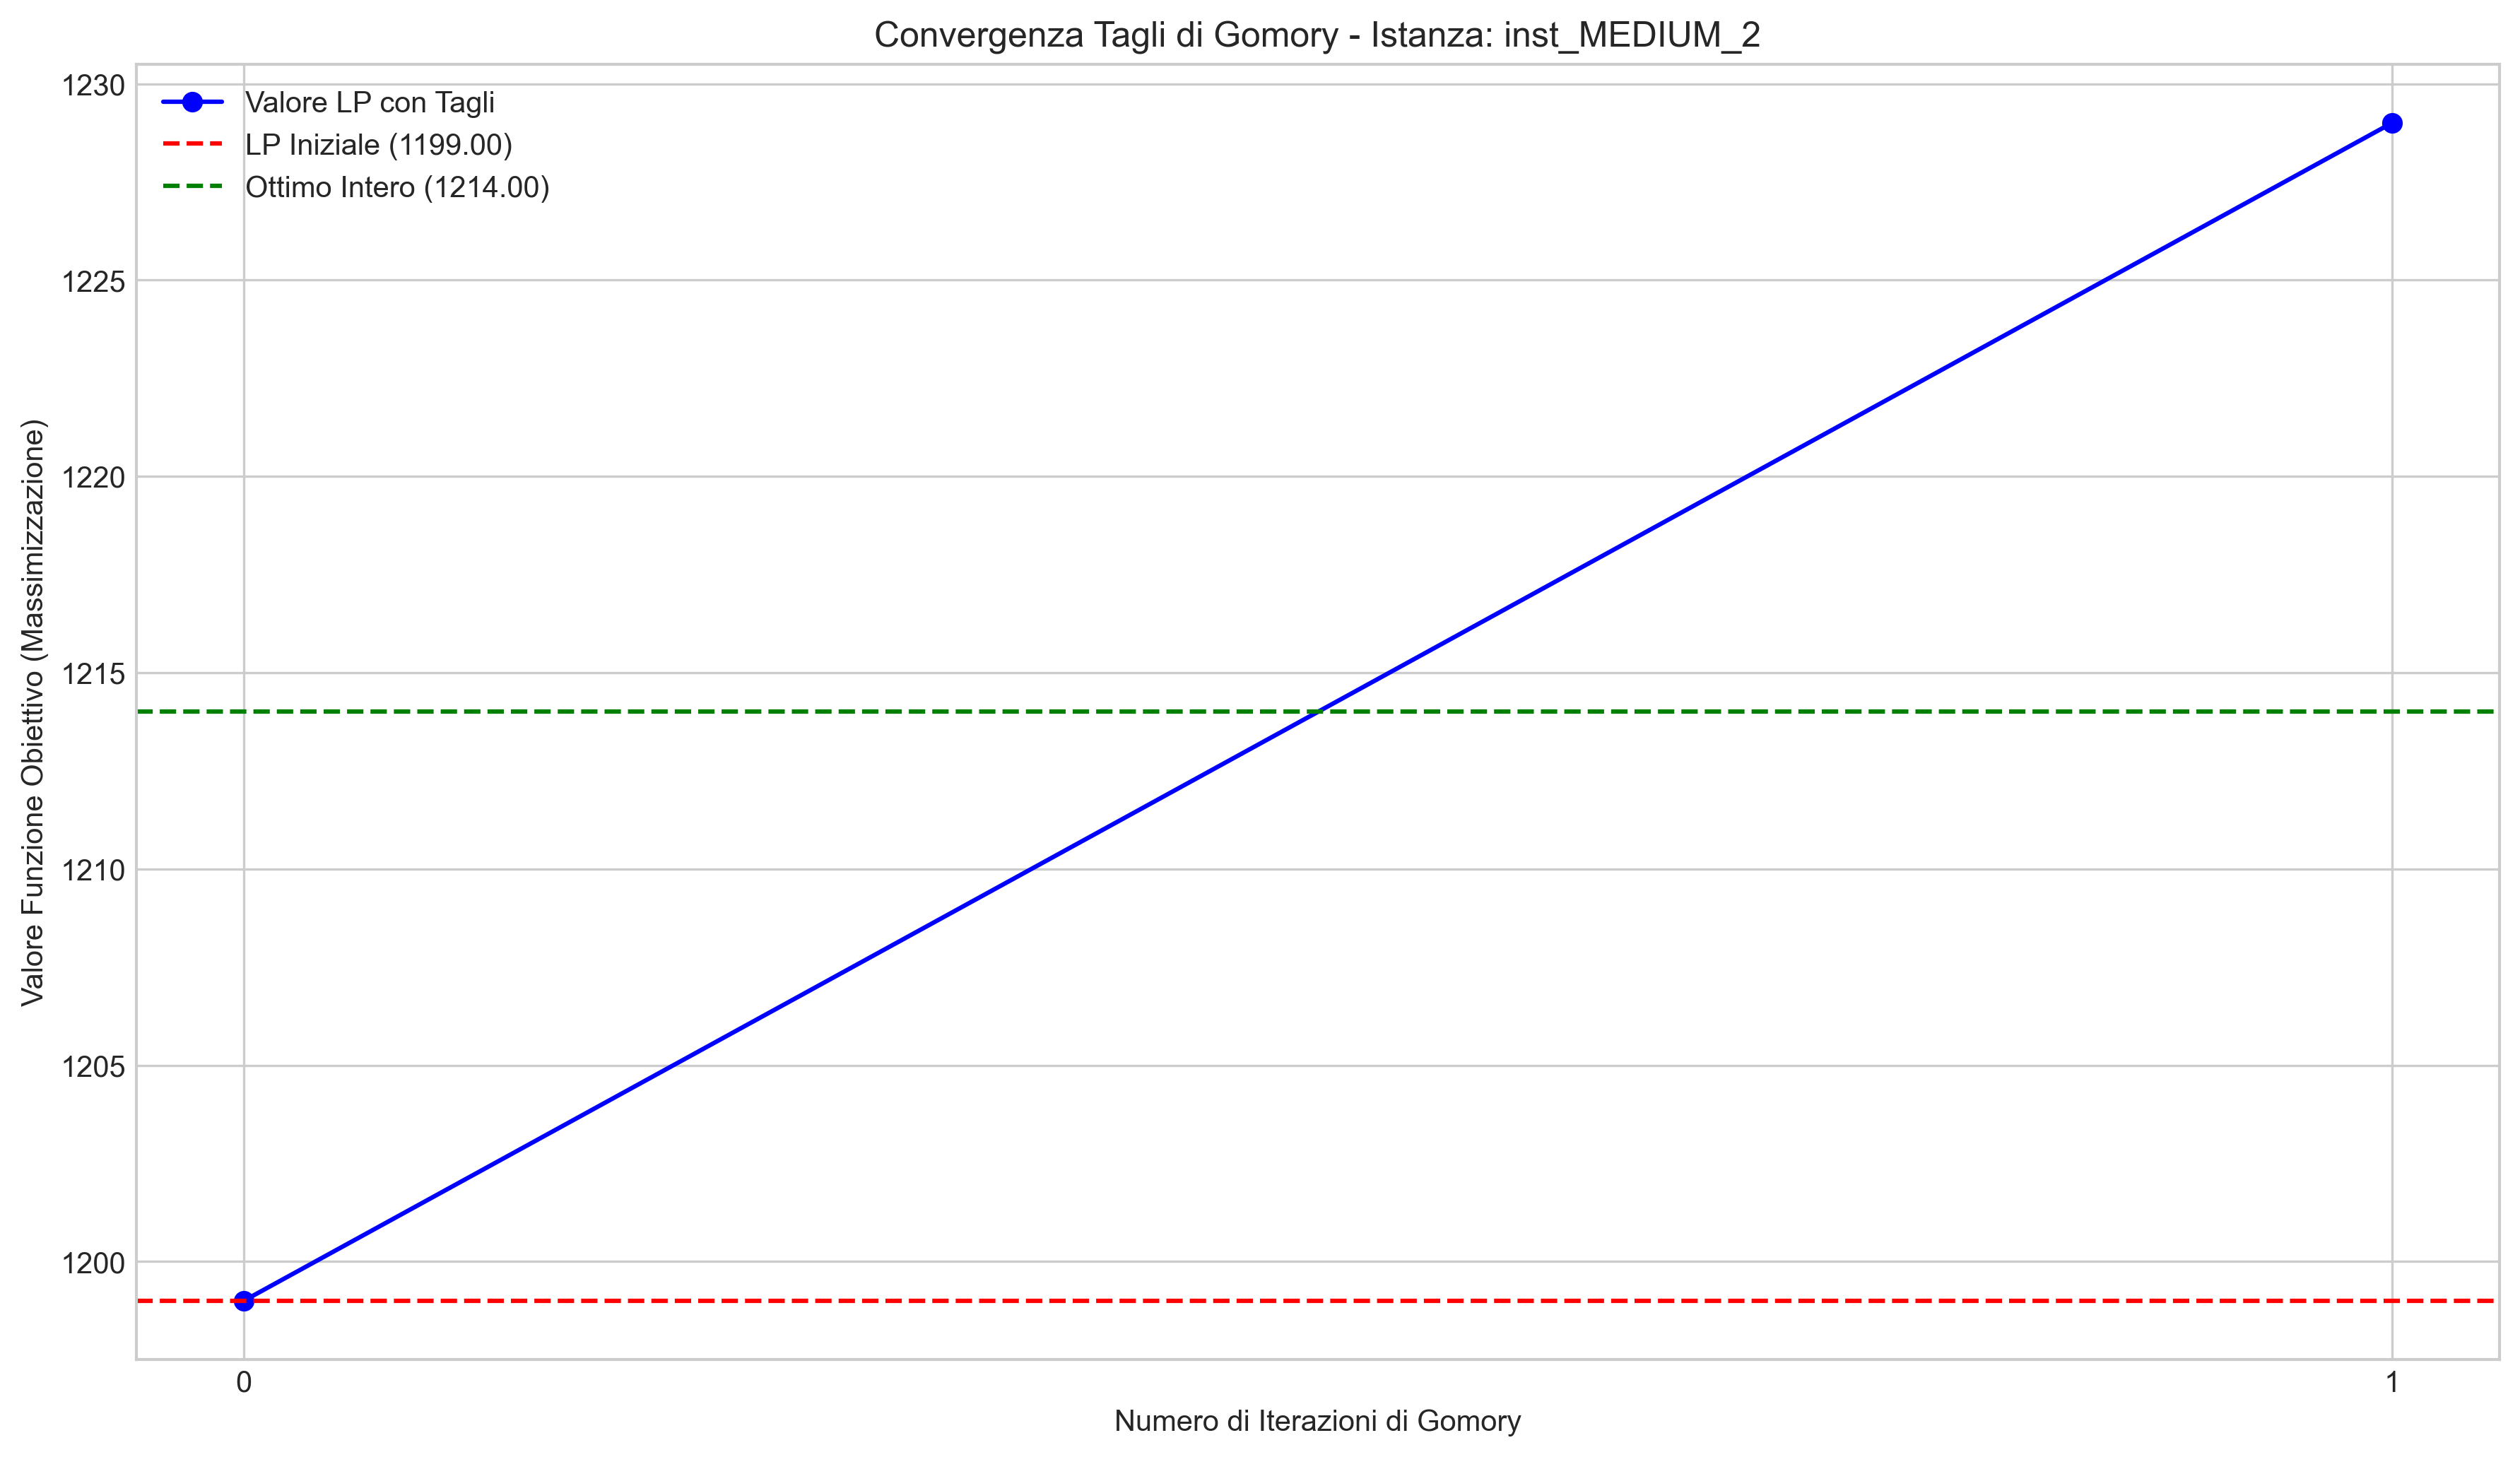 Convergenza Tagli di Gomory - Istanza: inst_MEDIUM_2
Valore LP con Tagli
LP Iniziale (1199.00)
Ottimo Intero (1214.00)
Valore Funzione Obiettivo (Massimizzazione)
1230
1225
1220
1215
1210
1205
1200
0
1
Numero di Iterazioni di Gomory